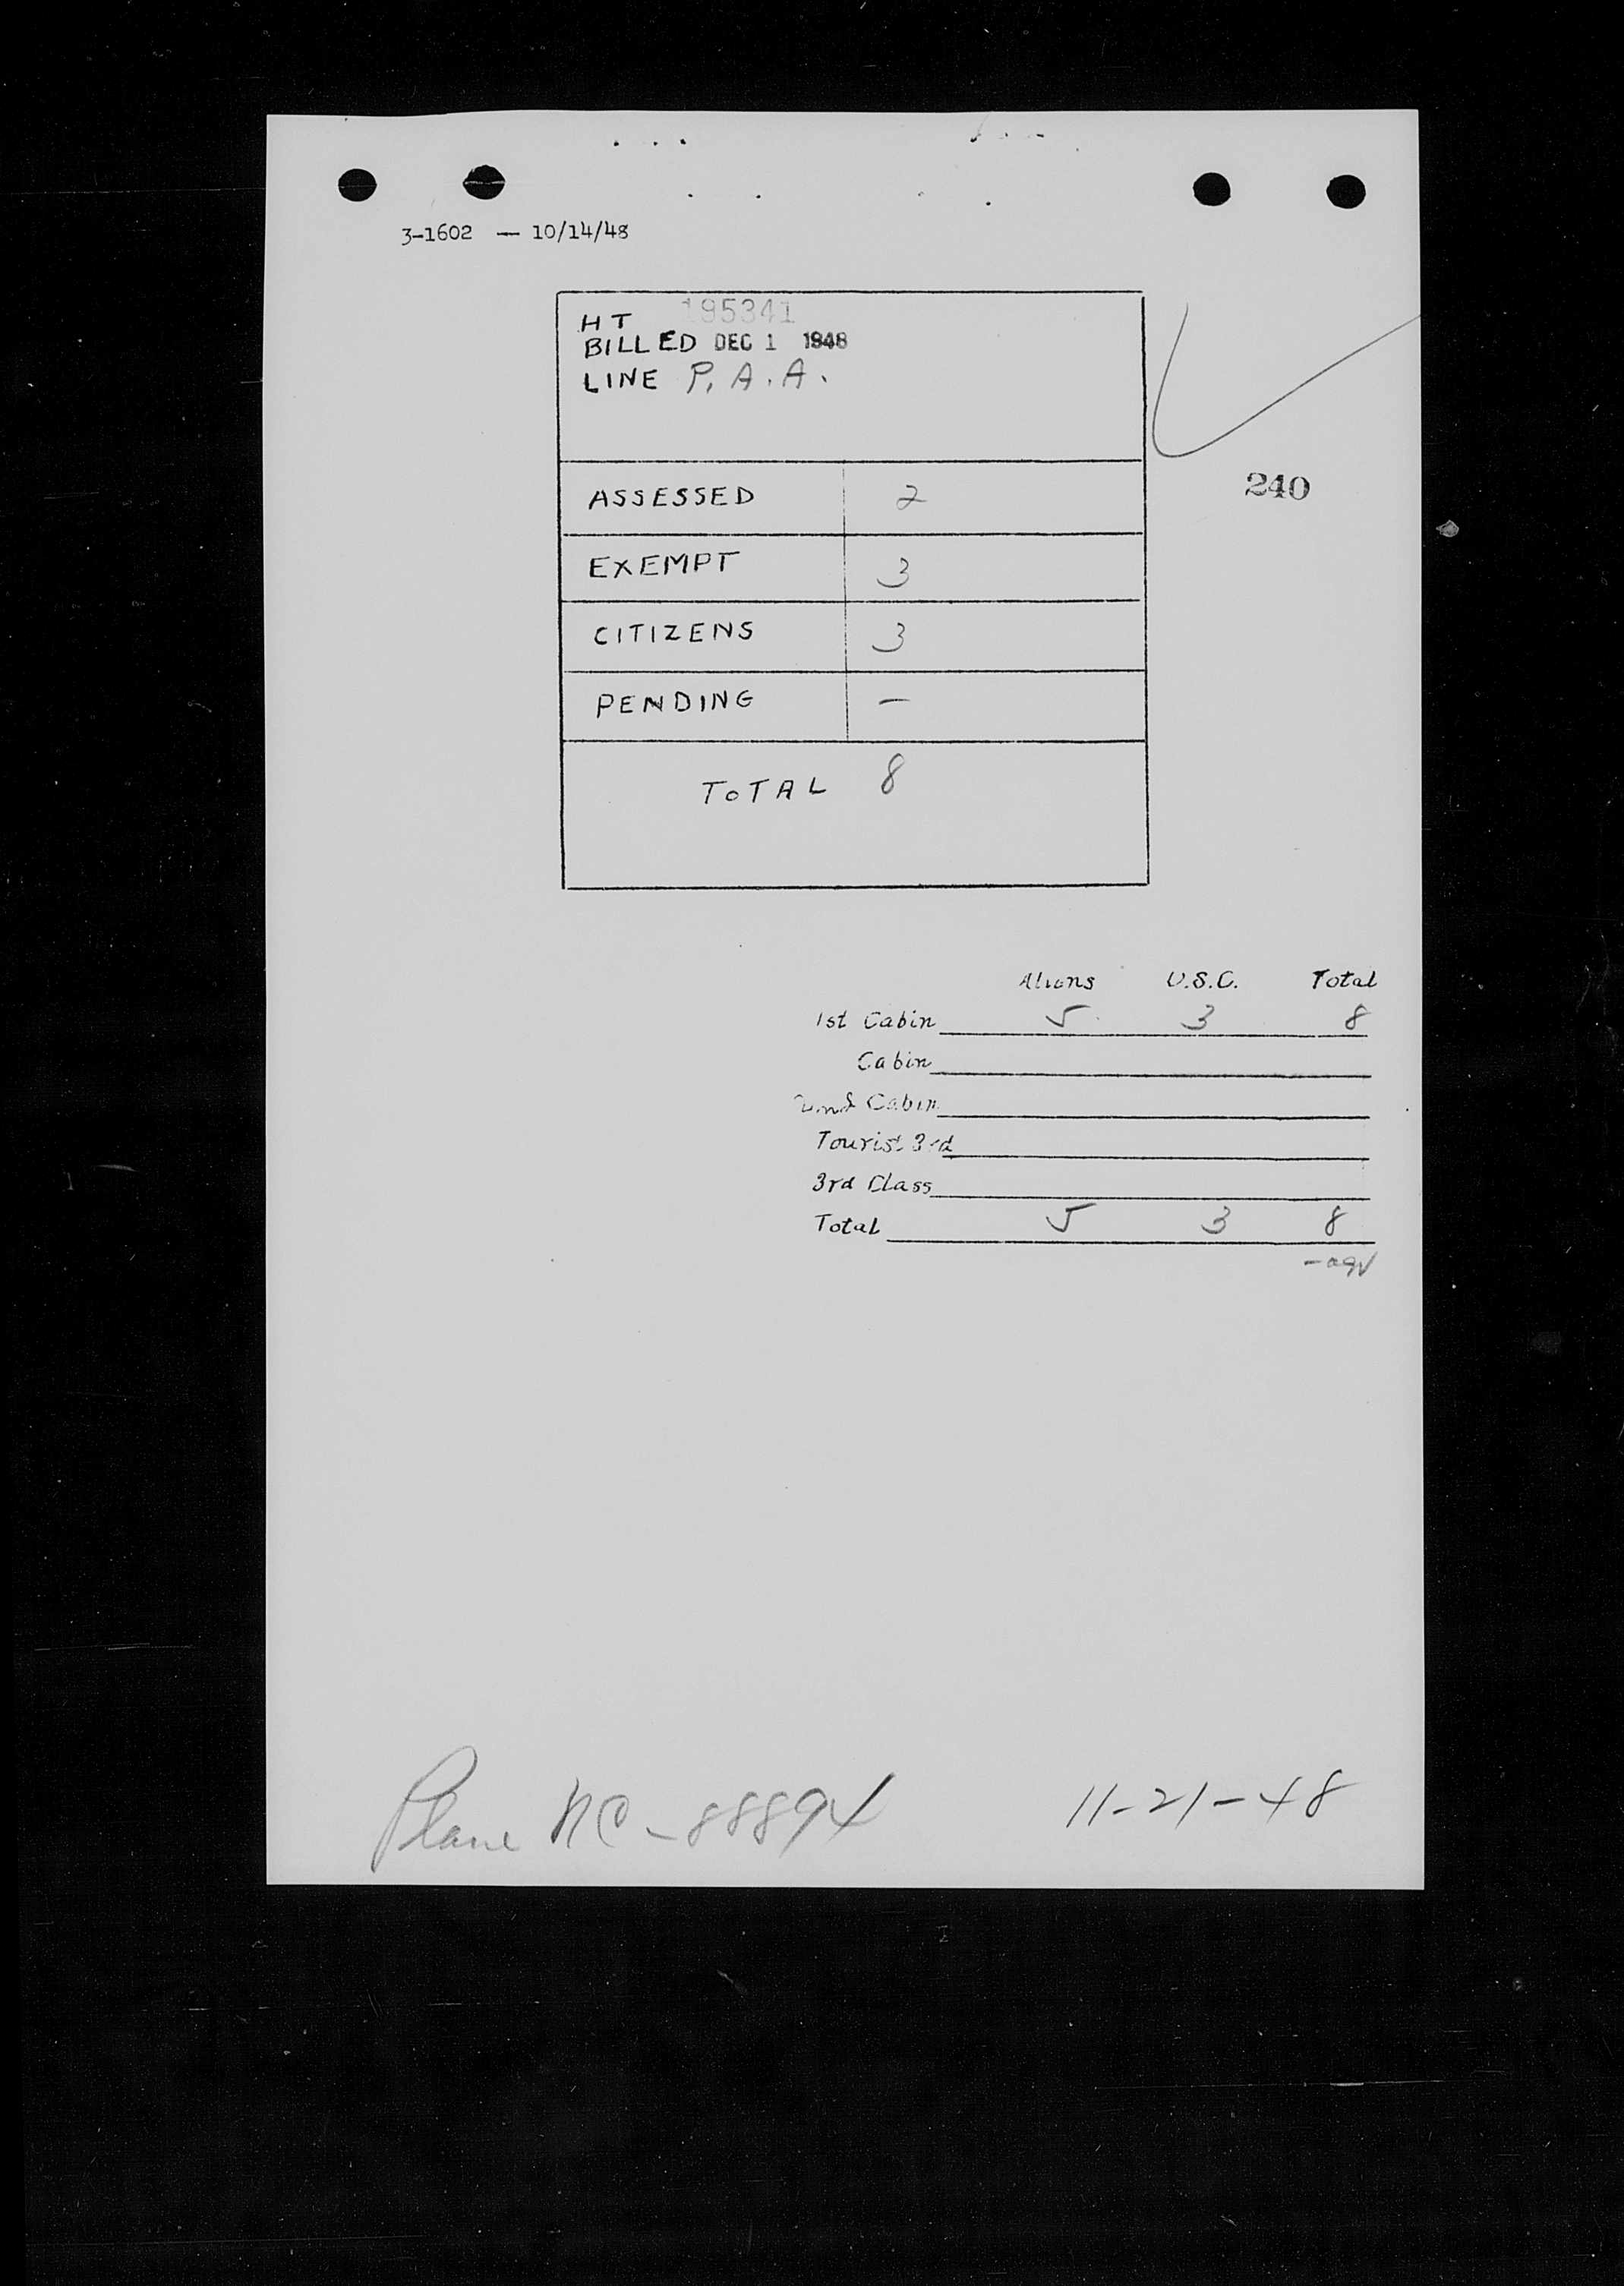 3-1602 — 10/14/48
HT 195341
BILLED DEC 1 1948
LINE P. A. A.
240
ASSESSED 2
EXEMPT 3
CITIZENS 3
PENDING —
TOTAL 8
Aliens U.S.C. Total
1st Cabin 5 3 8
Cabin
2nd Cabin
Tourist 3rd
3rd Class
Total 5 3 8
Plane NC-88894 11-21-48